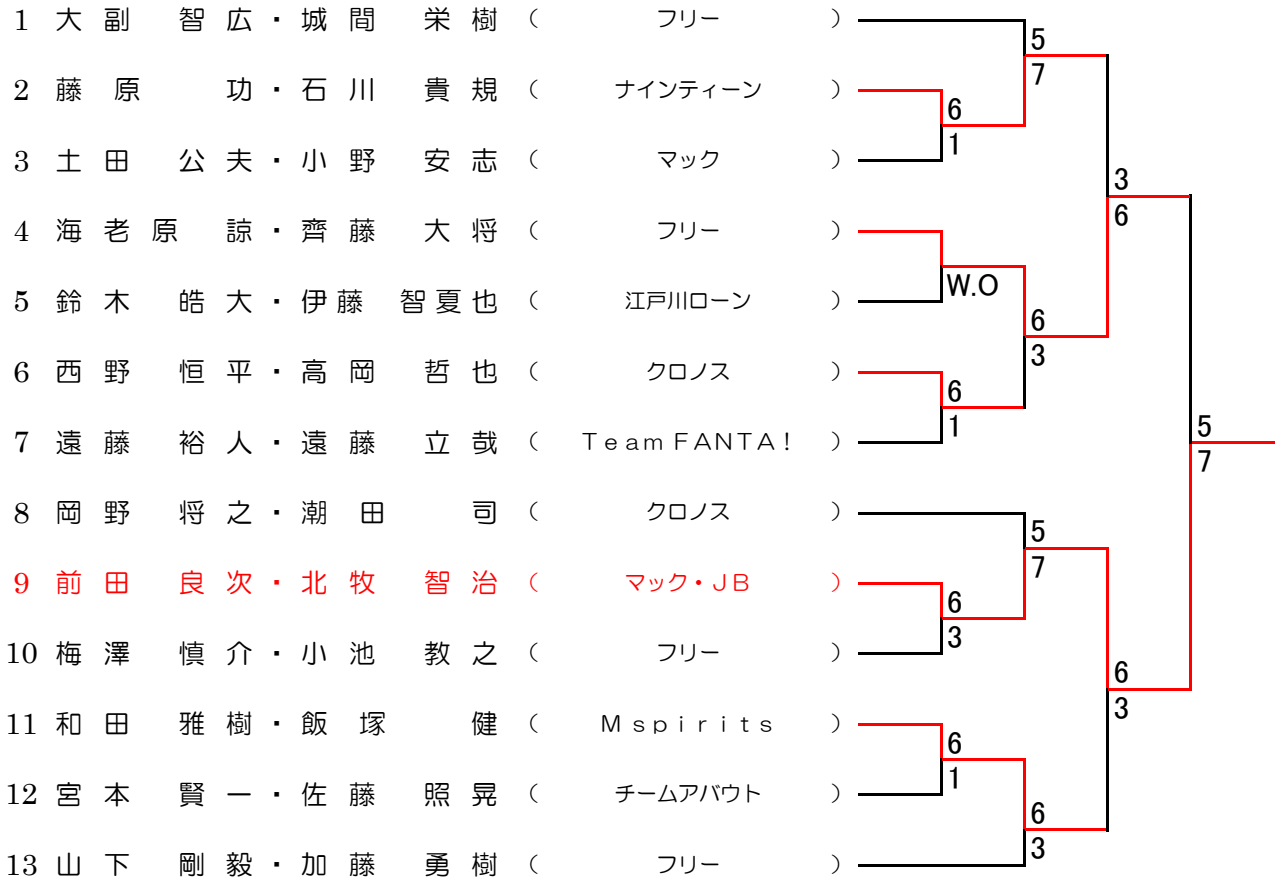 1 大副 智広・城間 栄樹 ( フリー )
5
7
2 藤原 功・石川 貴規 ( ナインティーン )
6
1
3 土田 公夫・小野 安志 ( マック )
3
6
4 海老原 諒・齊藤 大将 ( フリー )
W.O
5 鈴木 皓大・伊藤 智夏也 ( 江戸川ローン )
6
3
6 西野 恒平・高岡 哲也 ( クロノス )
6
1
7 遠藤 裕人・遠藤 立哉 ( Team FANTA! )
5
7
8 岡野 将之・潮田 司 ( クロノス )
5
7
9 前田 良次・北牧 智治 ( マック・JB )
6
3
10 梅澤 慎介・小池 教之 ( フリー )
6
3
11 和田 雅樹・飯塚 健 ( M spirits )
6
1
12 宮本 賢一・佐藤 照晃 ( チームアバウト )
6
3
13 山下 剛毅・加藤 勇樹 ( フリー )